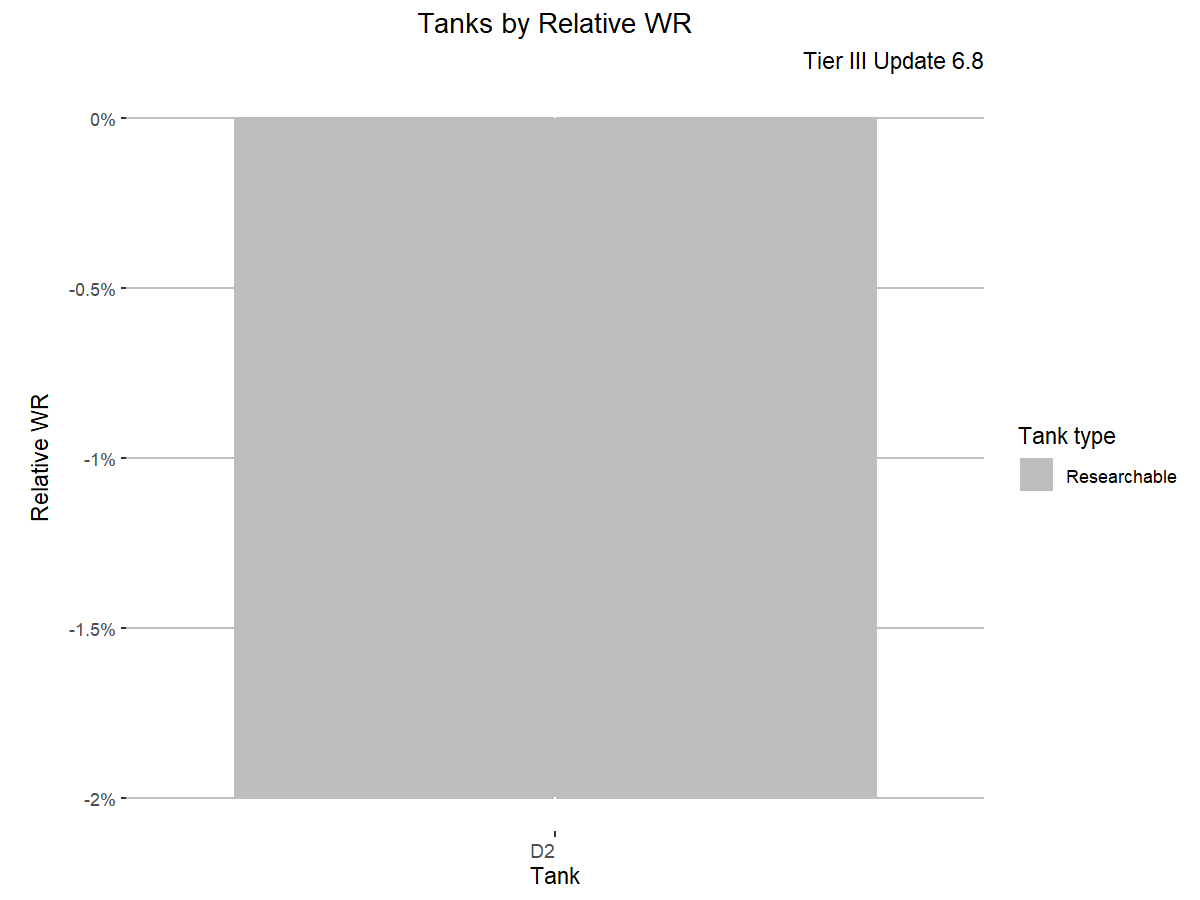 Tanks by Relative WR
Tier III Update 6.8
0%
-0.5%
-1%
-1.5%
-2%
Relative WR
D2
Tank
Tank type
Researchable